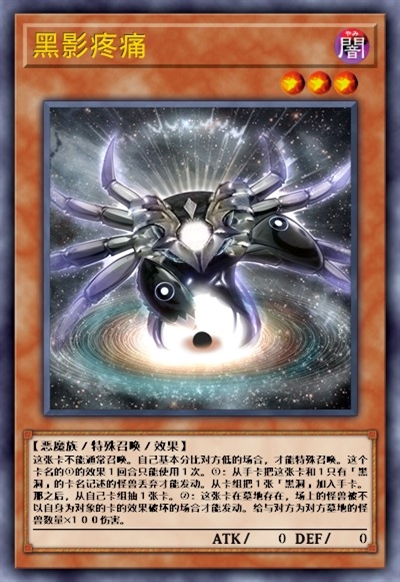 黑影疼痛
闇
やみ
【恶魔族/特殊召唤/效果】
这张卡不能通常召唤。自己基本分比对方低的场合，才能特殊召唤。这个
卡名的①的效果1回合只能使用1次。①：从手卡把这张卡和1只有「黑
洞」的卡名记述的怪兽丢弃才能发动。从卡组把1张「黑洞」加入手卡。
那之后，从自己卡组抽1张卡。②：这张卡在墓地存在，场上的怪兽被不
以自身为对象的卡的效果破坏的场合才能发动。给与对方为对方墓地的怪
兽数量×100伤害。
ATK/ 0 DEF/ 0